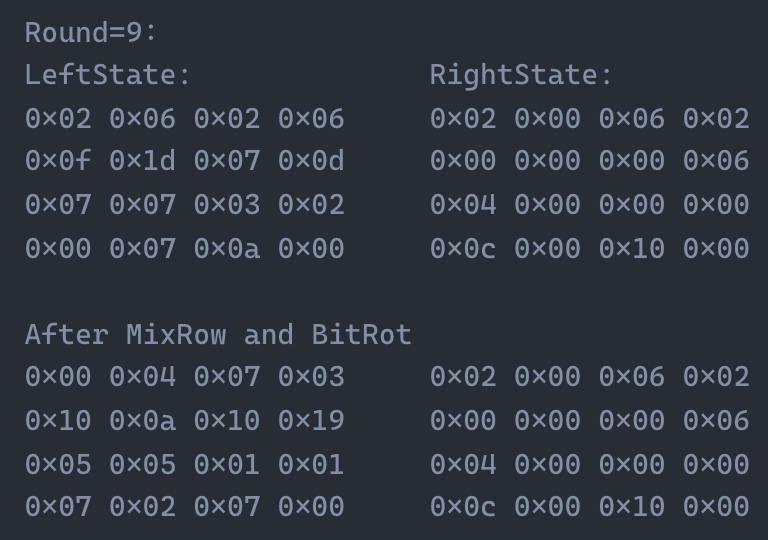 Round=9:
LeftState: RightState:
0x02 0x06 0x02 0x06 0x02 0x00 0x06 0x02
0x0f 0x1d 0x07 0x0d 0x00 0x00 0x00 0x06
0x07 0x07 0x03 0x02 0x04 0x00 0x00 0x00
0x00 0x07 0x0a 0x00 0x0c 0x00 0x10 0x00
After MixRow and BitRot
0x00 0x04 0x07 0x03 0x02 0x00 0x06 0x02
0x10 0x0a 0x10 0x19 0x00 0x00 0x00 0x06
0x05 0x05 0x01 0x01 0x04 0x00 0x00 0x00
0x07 0x02 0x07 0x00 0x0c 0x00 0x10 0x00